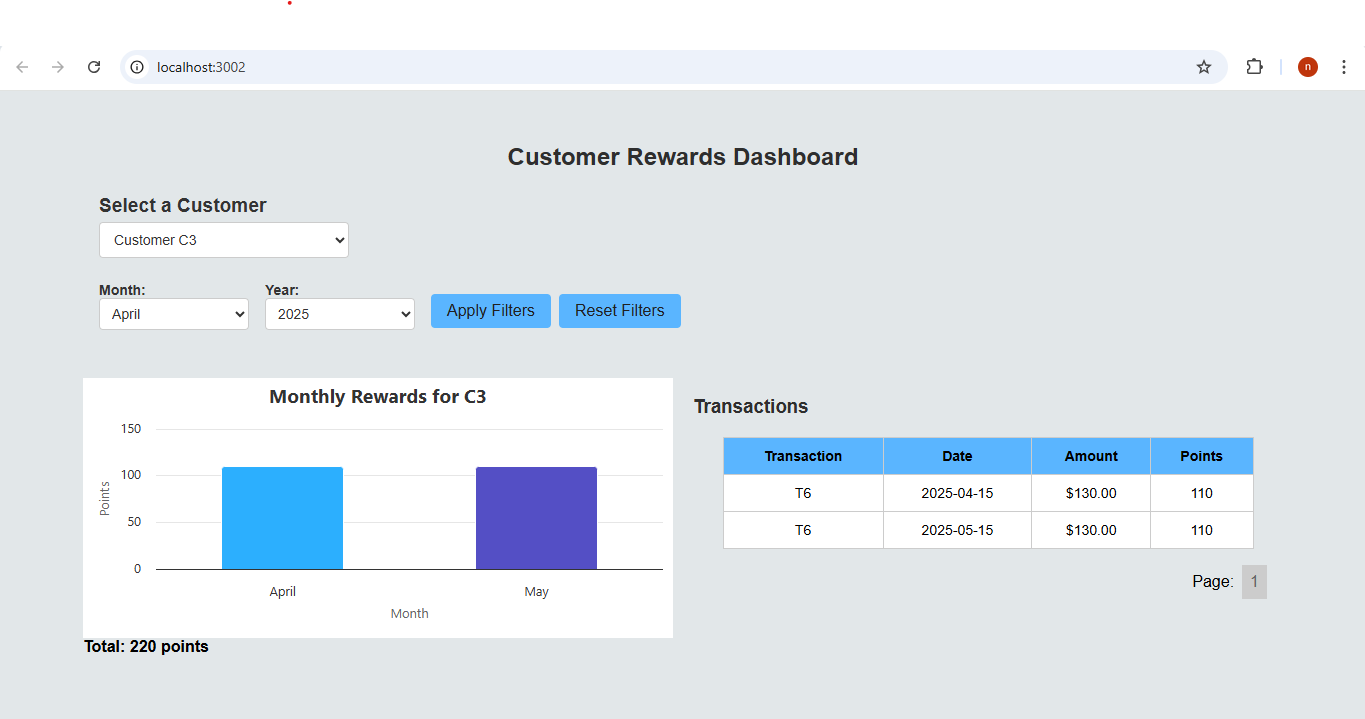 localhost:3002
n
Customer Rewards Dashboard
Select a Customer
Customer C3
Month:
Year:
April
2025
Apply Filters
Reset Filters
Monthly Rewards for C3
150
100
50
0
Points
April
May
Month
Total: 220 points
Transactions
Transaction Date Amount Points
T6 2025-04-15 $130.00 110
T6 2025-05-15 $130.00 110
Page: 1